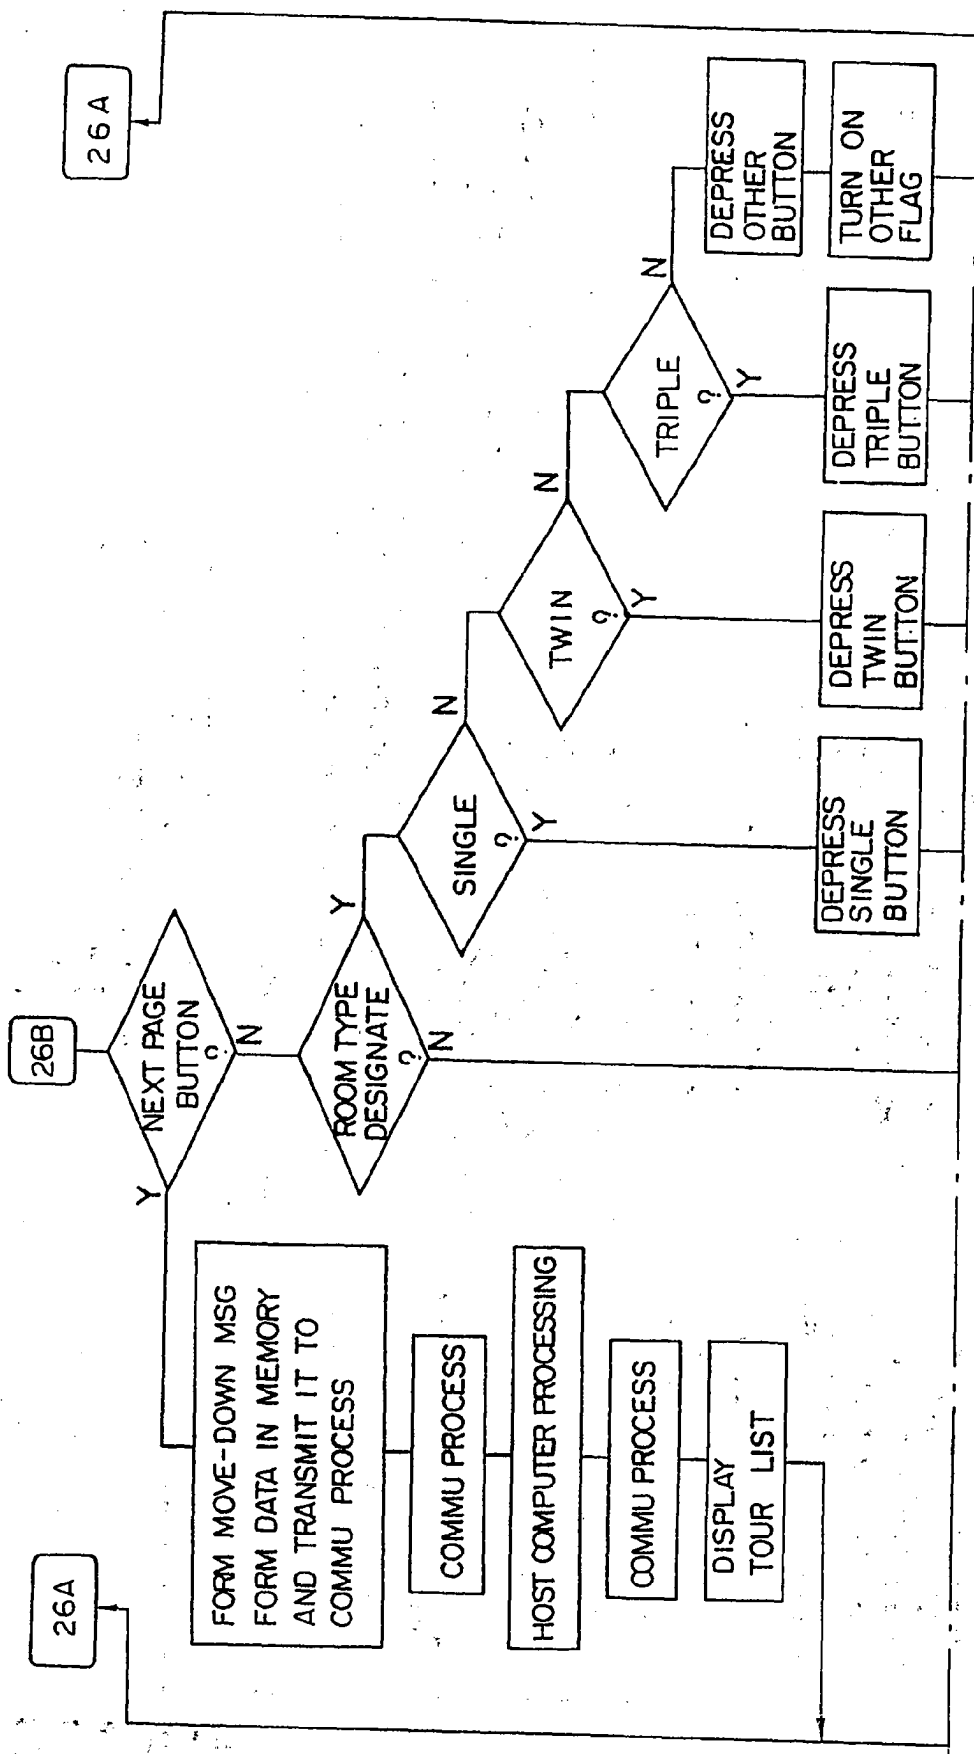 26B
26A
26A
NEXT PAGE
BUTTON
?
Y
N
FORM MOVE-DOWN MSG
FORM DATA IN MEMORY
AND TRANSMIT IT TO
COMMU PROCESS
COMMU PROCESS
HOST COMPUTER PROCESSING
COMMU PROCESS
DISPLAY
TOUR LIST
ROOM TYPE
DESIGNATE
?
Y
N
SINGLE
?
N
Y
TWIN
?
N
Y
TRIPLE
?
N
Y
DEPRESS
SINGLE
BUTTON
DEPRESS
TWIN
BUTTON
DEPRESS
TRIPLE
BUTTON
DEPRESS
OTHER
BUTTON
TURN ON
OTHER
FLAG